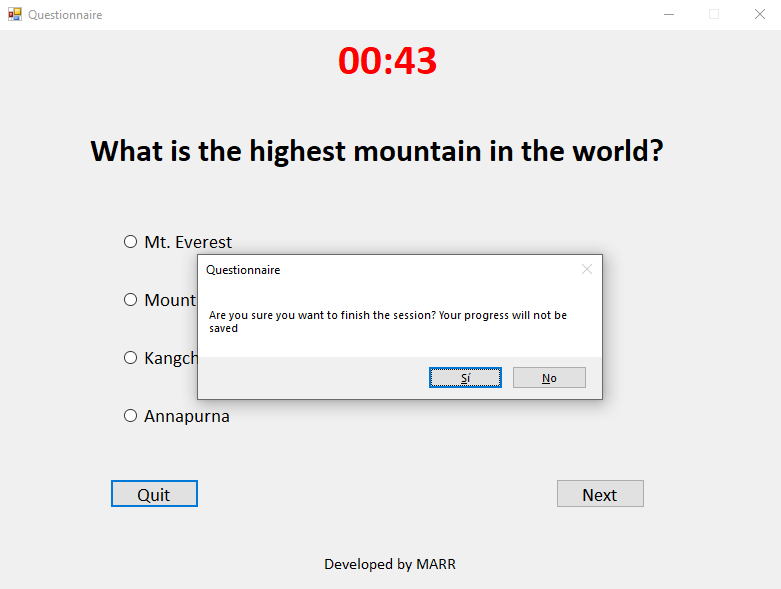 Questionnaire
00:43
What is the highest mountain in the world?
Mt. Everest
Questionnaire
Are you sure you want to finish the session? Your progress will not be
saved
Sí
No
Mount
Annapurna
Quit
Next
Developed by MARR